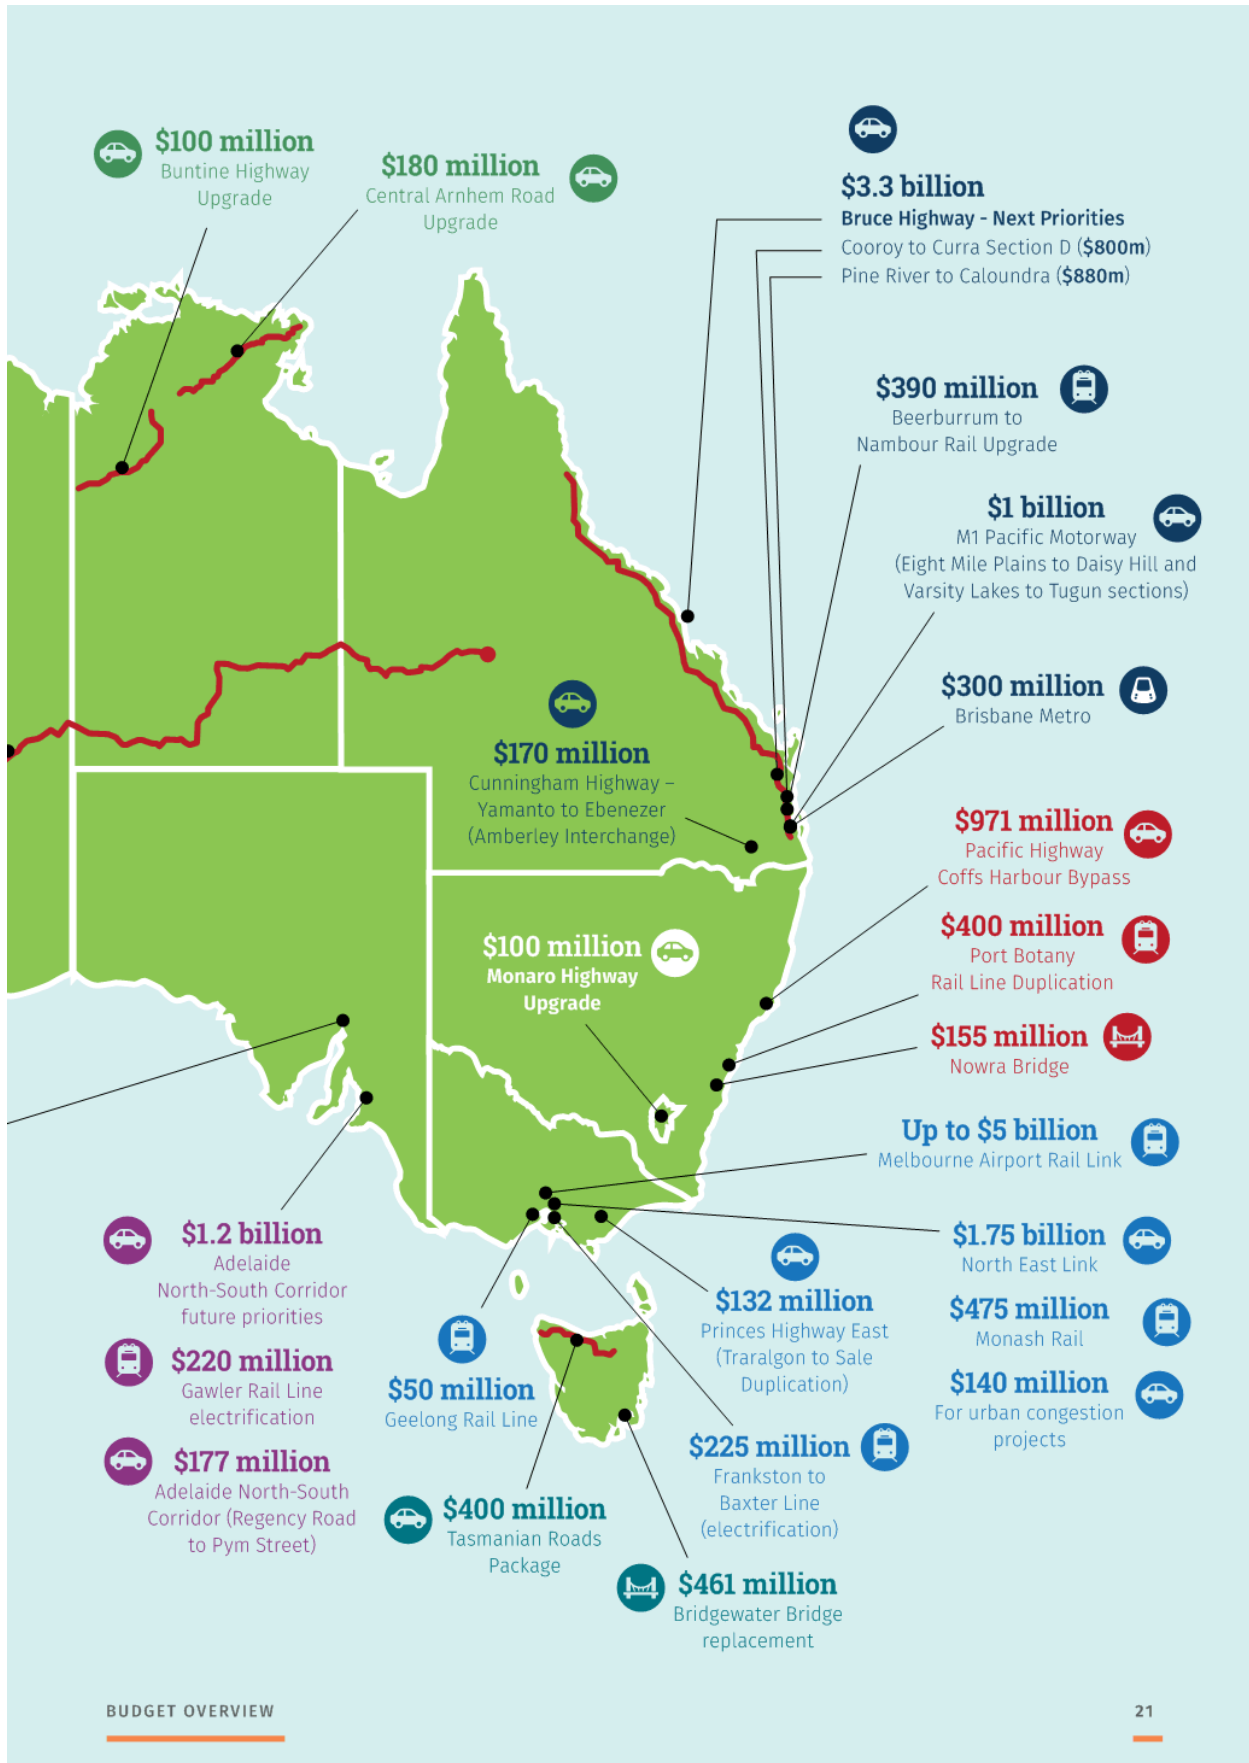 $100 million
Buntine Highway
Upgrade
$180 million
Central Arnhem Road
Upgrade
$3.3 billion
Bruce Highway - Next Priorities
Cooroy to Curra Section D ($800m)
Pine River to Caloundra ($880m)
$390 million
Beerburrum to
Nambour Rail Upgrade
$1 billion
M1 Pacific Motorway
(Eight Mile Plains to Daisy Hill and
Varsity Lakes to Tugun sections)
$300 million
Brisbane Metro
$170 million
Cunningham Highway –
Yamanto to Ebenezer
(Amberley Interchange)
$971 million
Pacific Highway
Coffs Harbour Bypass
$400 million
Port Botany
Rail Line Duplication
$100 million
Monaro Highway
Upgrade
$155 million
Nowra Bridge
Up to $5 billion
Melbourne Airport Rail Link
$1.75 billion
North East Link
$475 million
Monash Rail
$140 million
For urban congestion
projects
$132 million
Princes Highway East
(Traralgon to Sale
Duplication)
$225 million
Frankston to
Baxter Line
(electrification)
$50 million
Geelong Rail Line
$1.2 billion
Adelaide
North-South Corridor
future priorities
$220 million
Gawler Rail Line
electrification
$177 million
Adelaide North-South
Corridor (Regency Road
to Pym Street)
$400 million
Tasmanian Roads
Package
$461 million
Bridgewater Bridge
replacement
BUDGET OVERVIEW
21